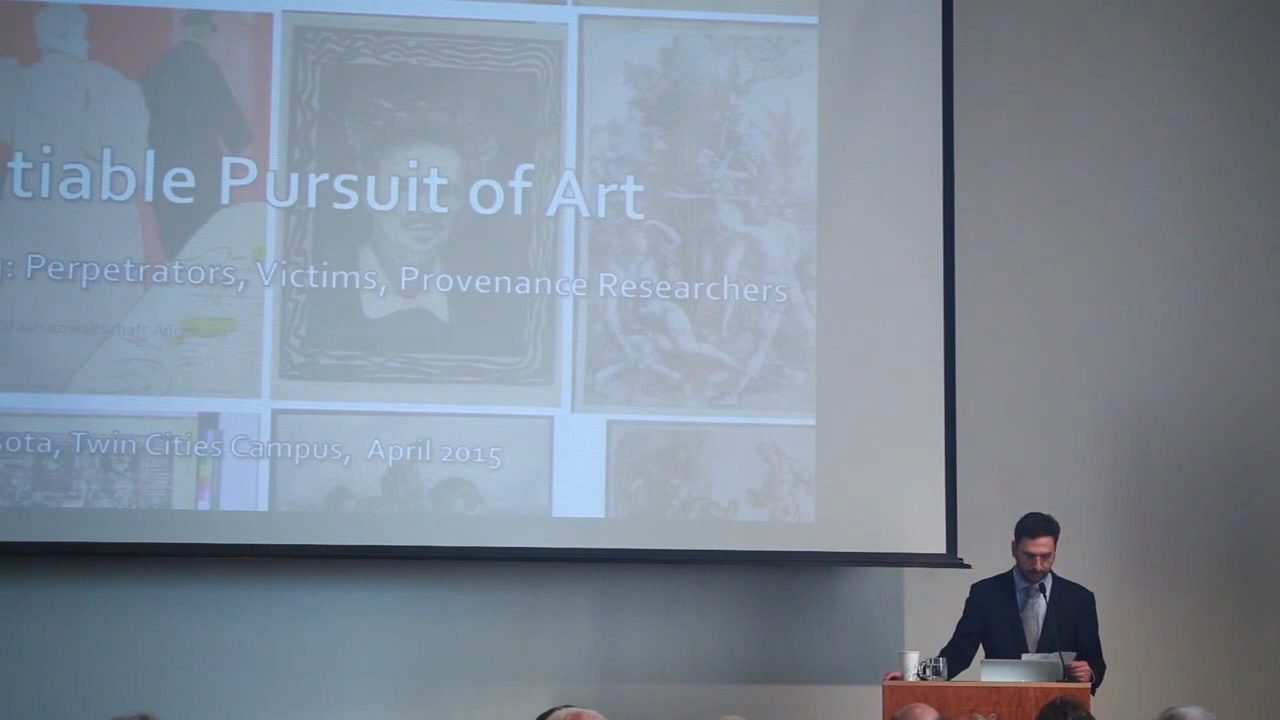 tiable Pursuit of Art
: Perpetrators, Victims, Provenance Researchers
sota, Twin Cities Campus, April 2015